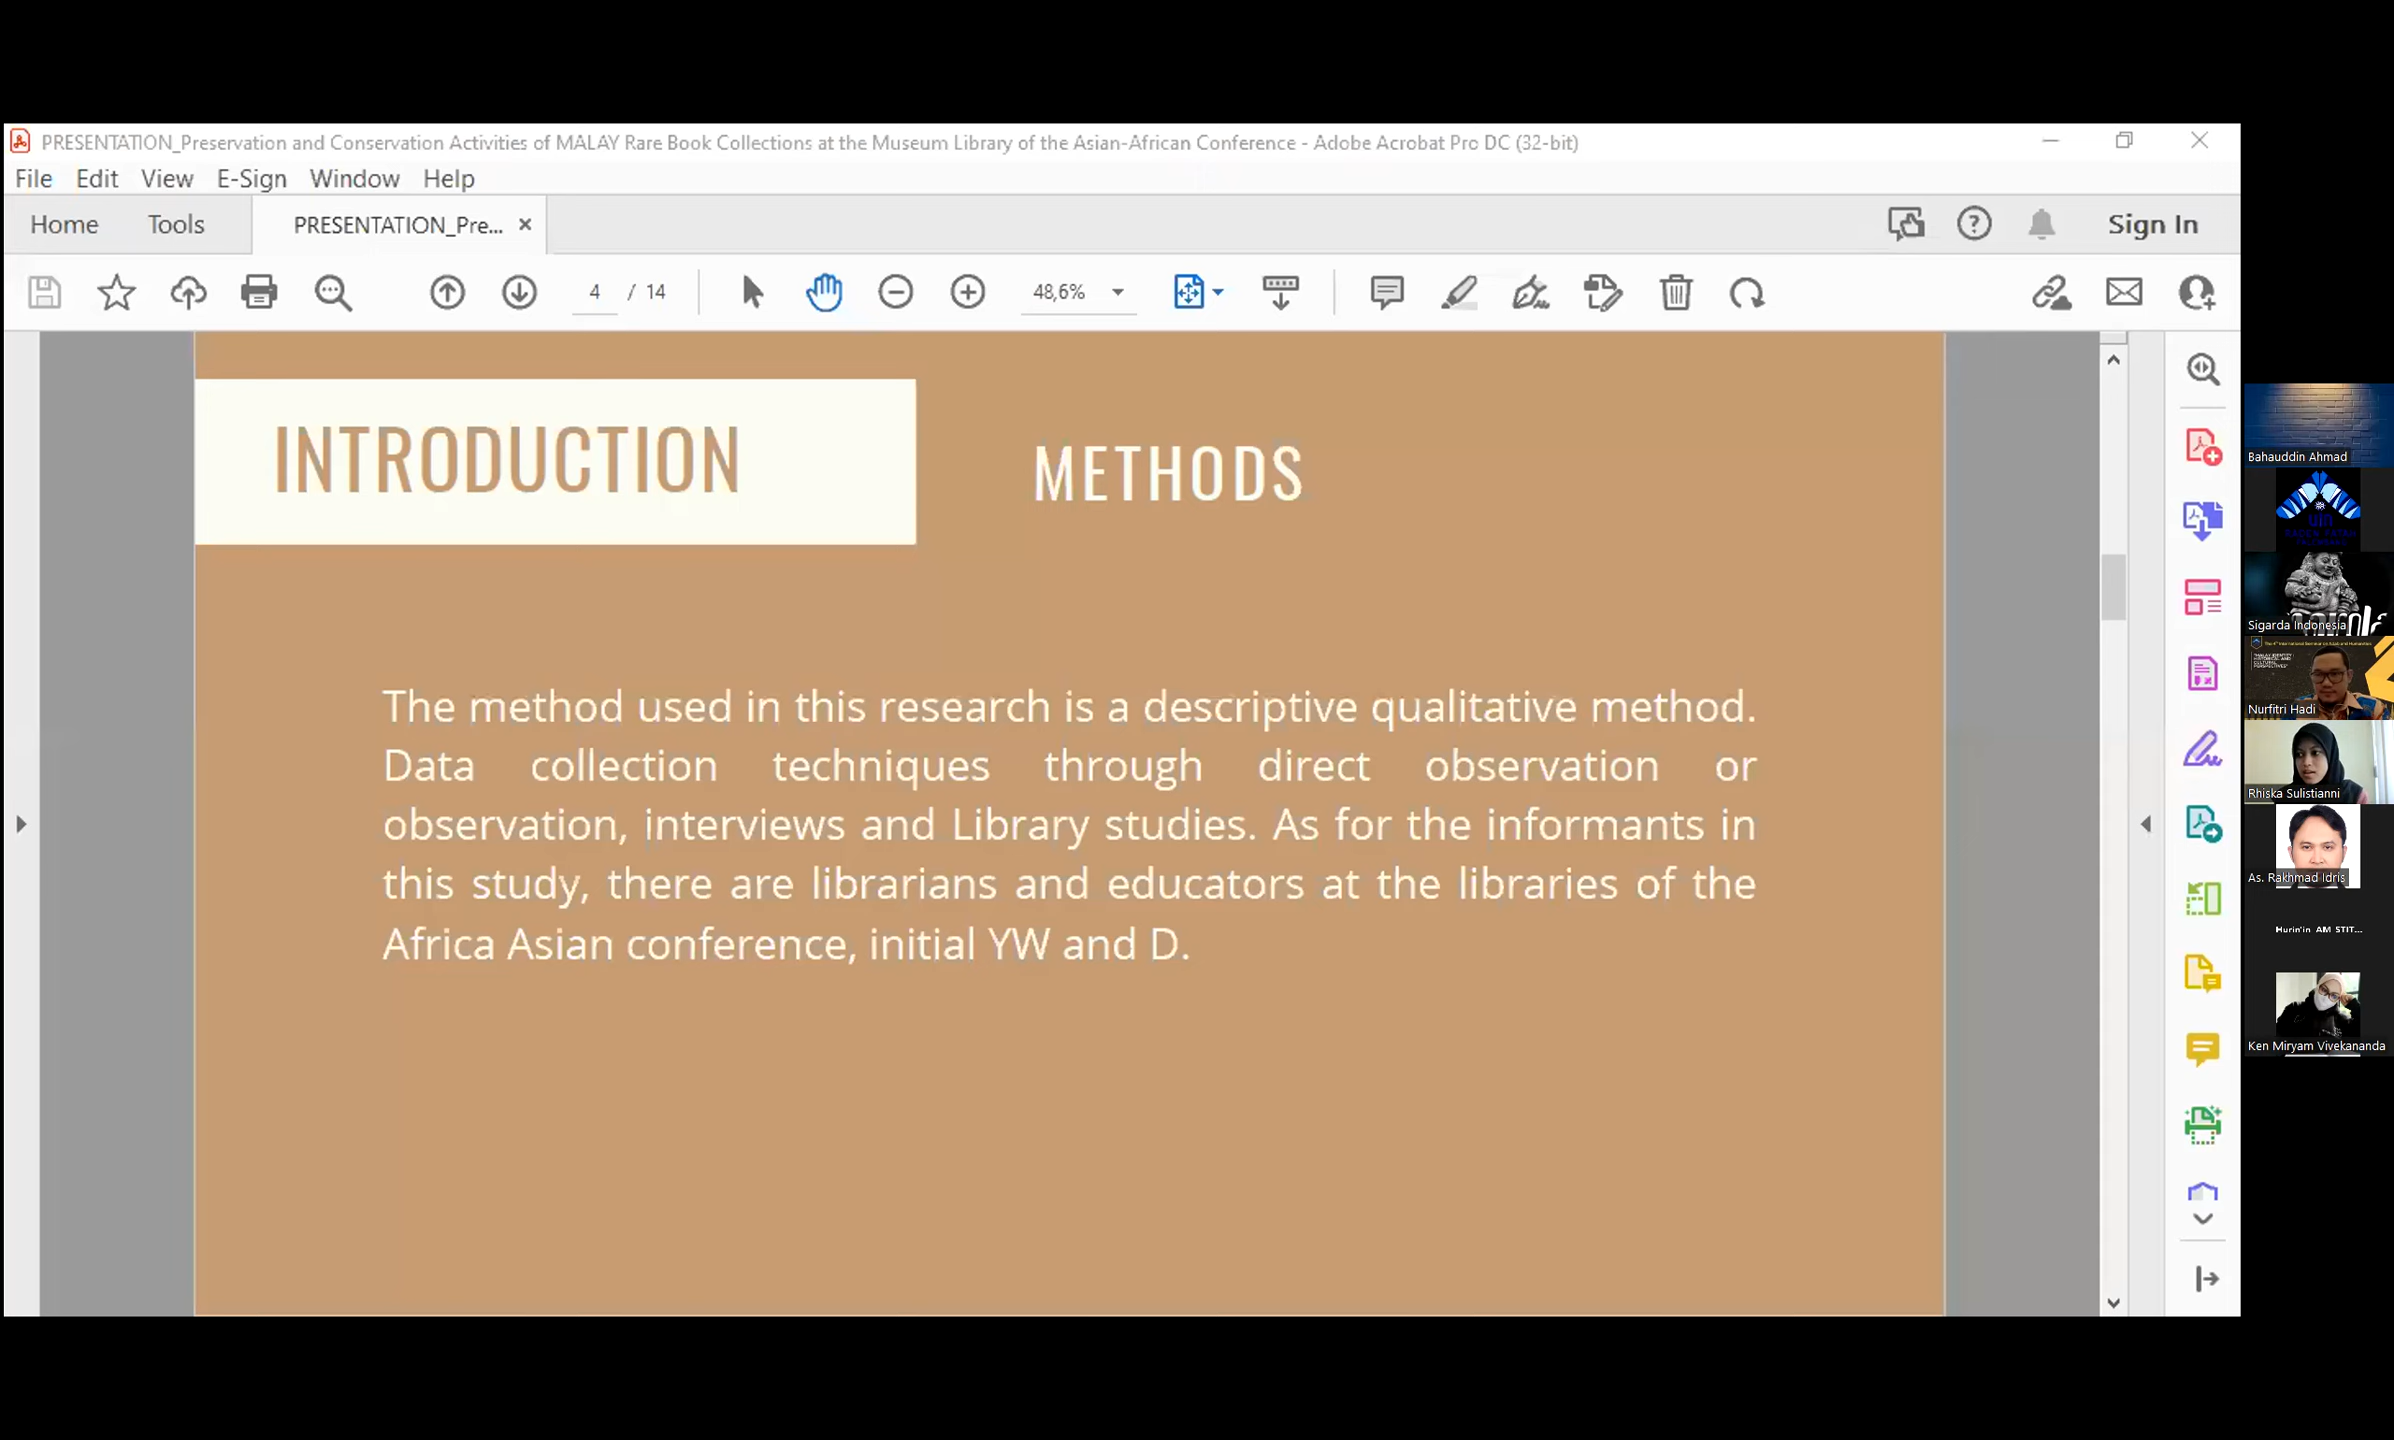 PRESENTATION_Preservation and Conservation Activities of MALAY Rare Book Collections at the Museum Library of the Asian-African Conference - Adobe Acrobat Pro DC (32-bit)
File Edit View E-Sign Window Help
Home Tools PRESENTATION_Pre... Sign In
4 / 14 48,6%
INTRODUCTION
METHODS
The method used in this research is a descriptive qualitative method.
Data collection techniques through direct observation or
observation, interviews and Library studies. As for the informants in
this study, there are librarians and educators at the libraries of the
Africa Asian conference, initial YW and D.
Bahauddin Ahmad
UIN
Sigarda Indonesia
Nurfitri Hadi
Rhiska Sulistianni
As. Rakhmad Idris
Hurin'in AM STIT...
Ken Miryam Vivekananda